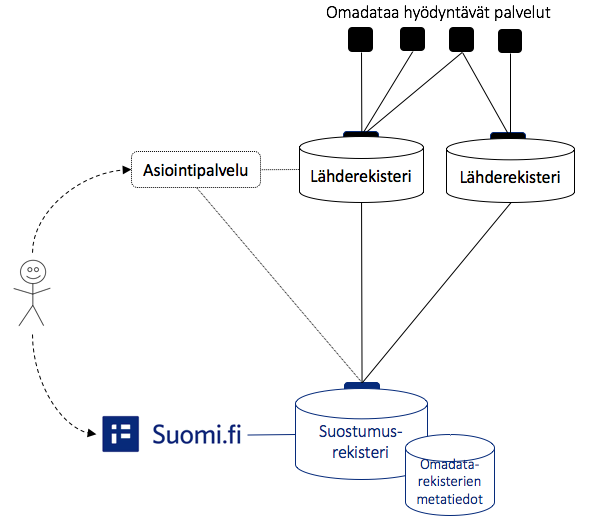 Omadataa hyödyntävät palvelut
Asiointipalvelu
Lähderekisteri
Lähderekisteri
Suomi.fi
Suostumus-
rekisteri
Omadata-
rekisterien
metatiedot